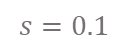 s = 0.1